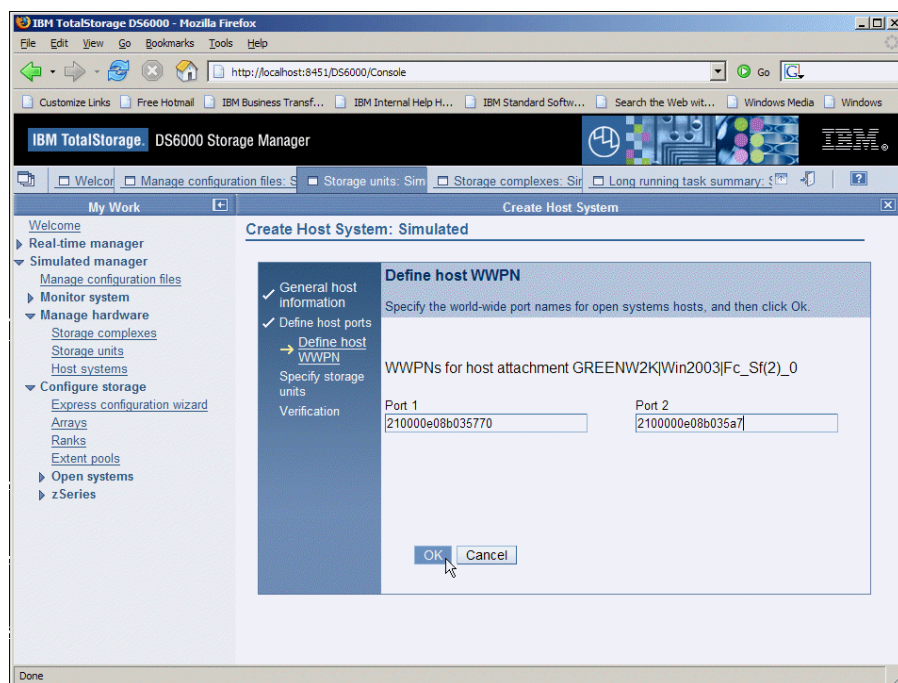 IBM TotalStorage DS6000 - Mozilla Firefox
File Edit View Go Bookmarks Tools Help
http://localhost:8451/DS6000/Console
Go
G
Customize Links Free Hotmail IBM Business Transf... IBM Internal Help H... IBM Standard Softw... Search the Web wit... Windows Media Windows
IBM TotalStorage. DS6000 Storage Manager
IBM
Welcor Manage configuration files: S Storage units: Sim Storage complexes: Sir Long running task summary: S ?
My Work
Create Host System
Welcome
Real-time manager
Simulated manager
Manage configuration files
Monitor system
Manage hardware
Storage complexes
Storage units
Host systems
Configure storage
Express configuration wizard
Arrays
Ranks
Extent pools
Open systems
zSeries
Create Host System: Simulated
General host
information
Define host ports
Define host
WWPN
Specify storage
units
Verification
Define host WWPN
Specify the world-wide port names for open systems hosts, and then click Ok.
WWPNs for host attachment GREENW2K|Win2003|Fc_Sf(2)_0
Port 1 Port 2
210000e08b035770 2100000e08b035a7
OK Cancel
Done